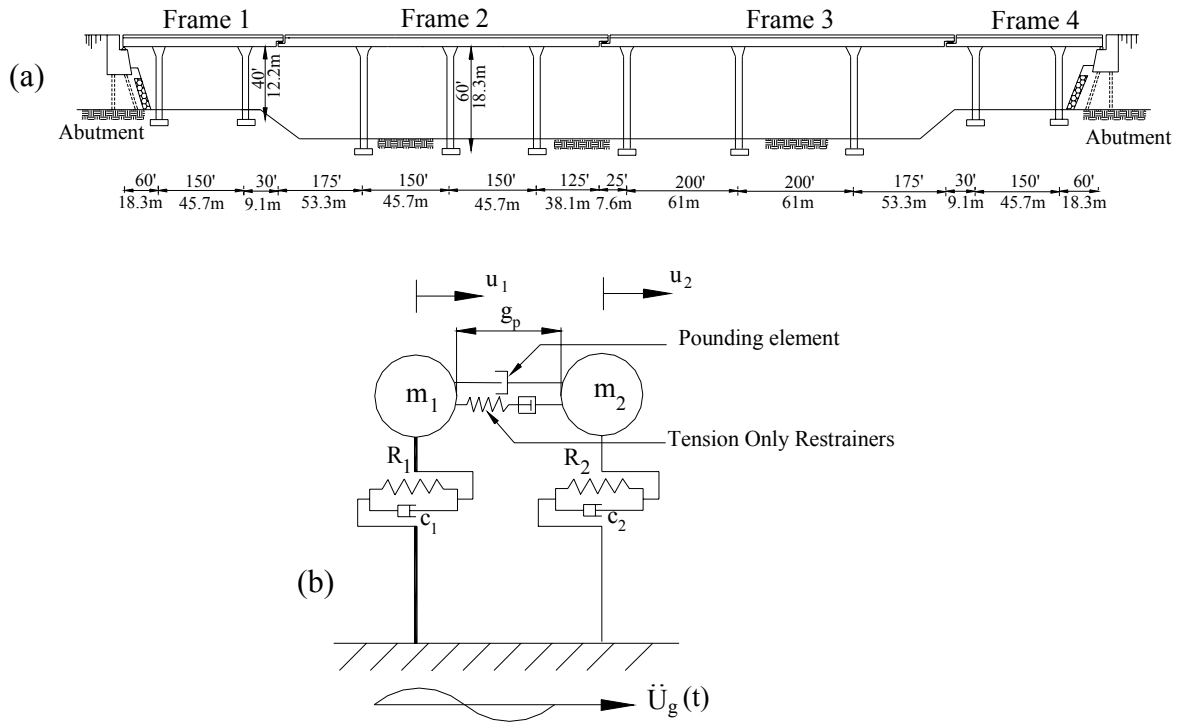 Frame 1 Frame 2 Frame 3 Frame 4
(a)
40'
12.2m
60'
18.3m
Abutment
Abutment
60' 150' 30' 175' 150' 150' 125' 25' 200' 200' 175' 30' 150' 60'
18.3m 45.7m 9.1m 53.3m 45.7m 45.7m 38.1m 7.6m 61m 61m 53.3m 9.1m 45.7m 18.3m
u₁ u₂
gₚ
Pounding element
m₁ m₂
Tension Only Restrainers
R₁ R₂
c₁ c₂
(b)
Ü_g(t)